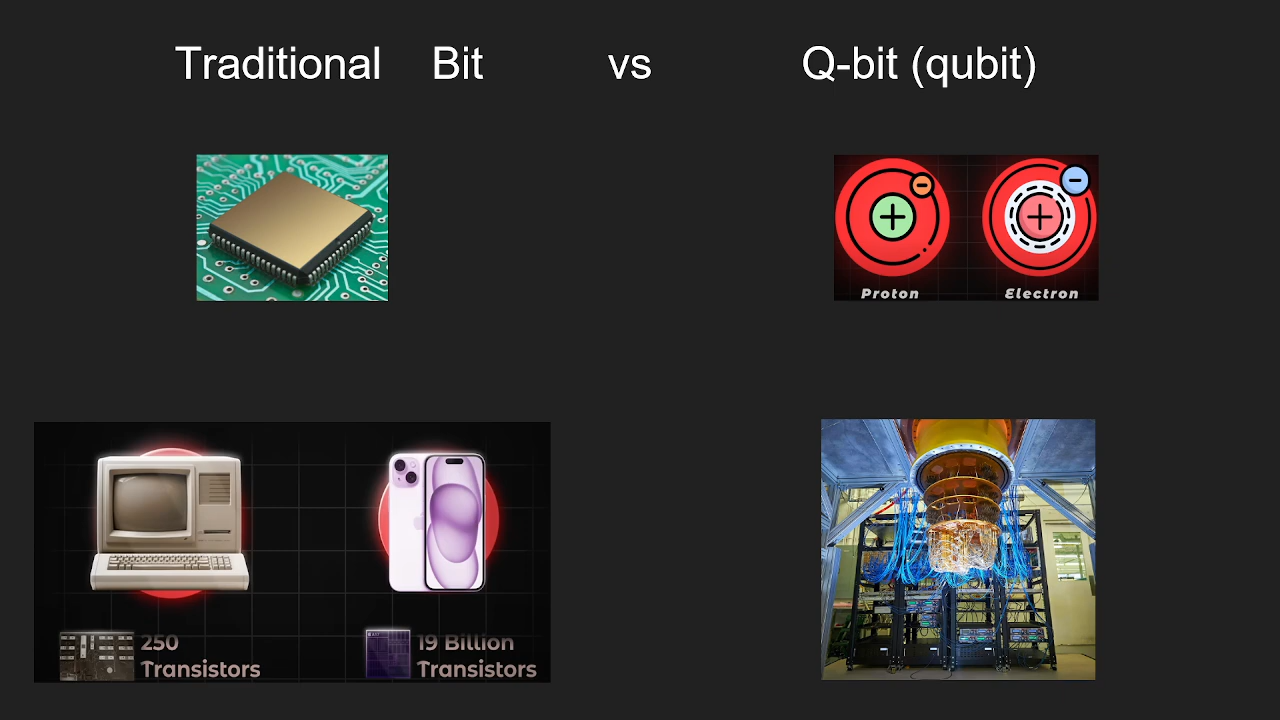 Traditional Bit vs Q-bit (qubit)
Proton Electron
250
Transistors
19 Billion
Transistors